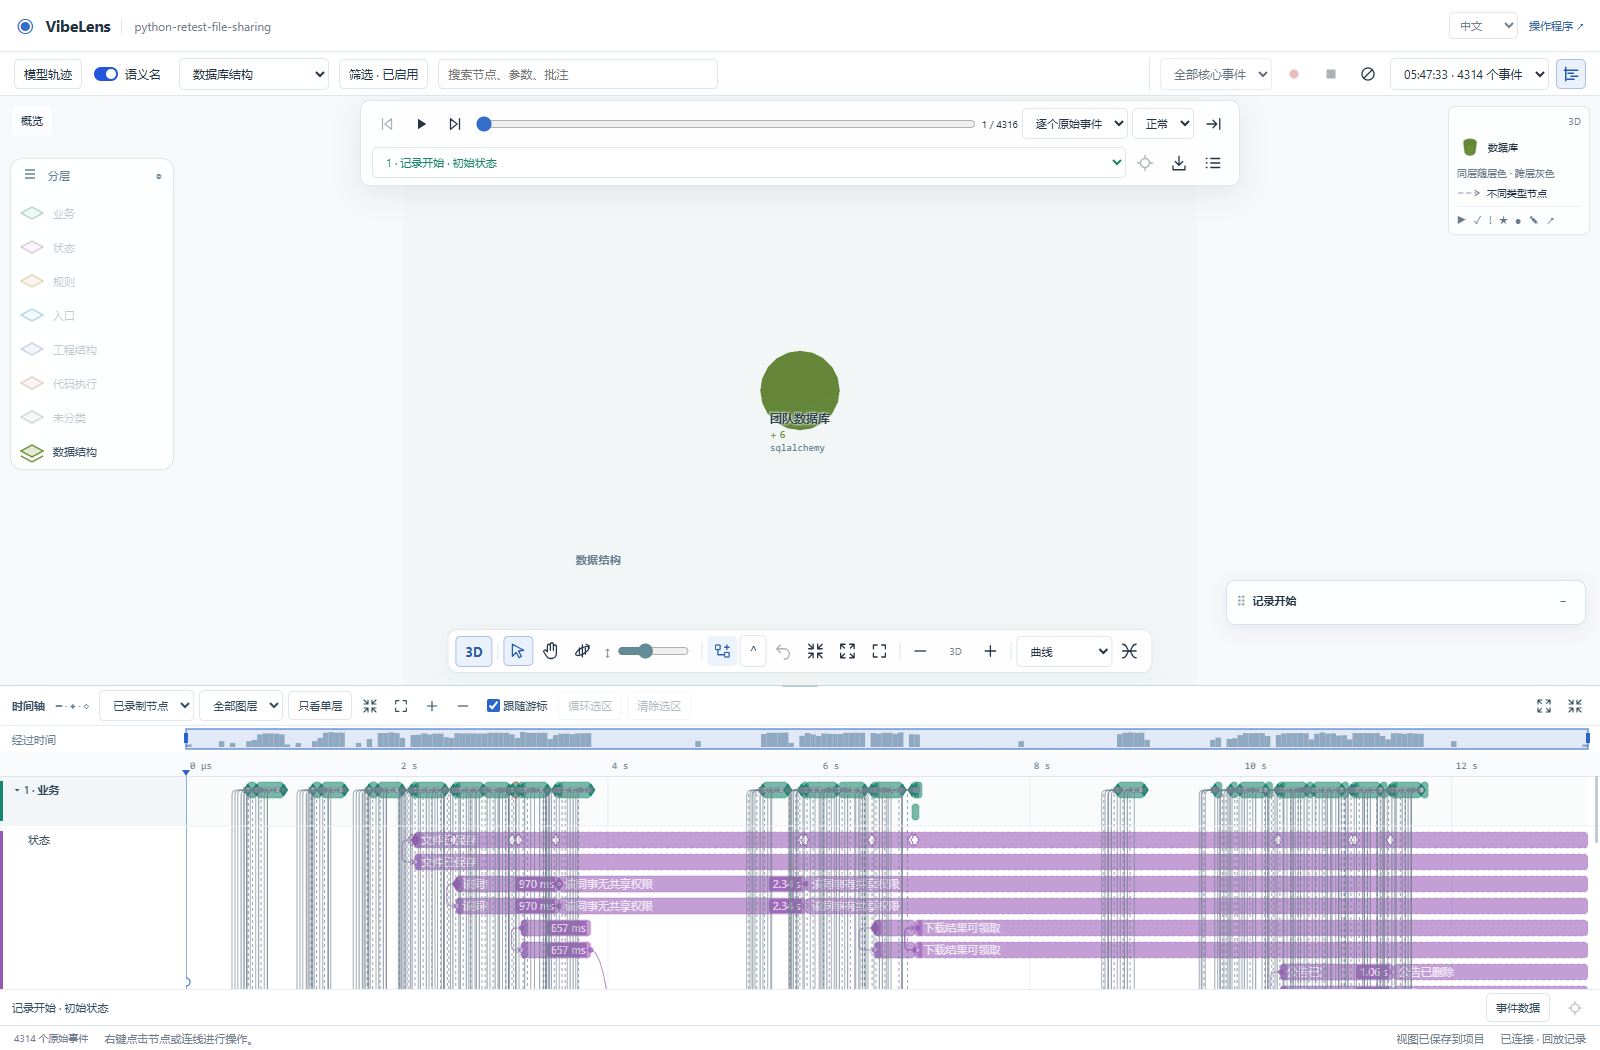 VibeLens python-retest-file-sharing 中文 操作程序 ↗
模型轨迹 语义名 数据库结构 筛选 · 已启用 搜索节点、参数、批注 全部核心事件 05:47:33 · 4314 个事件
概览
1 / 4316 逐个原始事件 正常
1 · 记录开始 · 初始状态
3D
数据库
同层随层色 · 跨层灰色
不同类型节点
分层
业务
状态
规则
入口
工程结构
代码执行
未分类
数据结构
团队数据库
+ 6
sqlalchemy
数据结构
记录开始
3D 3D 曲线
时间轴 已录制节点 全部图层 只看单层 跟随游标 循环选区 清除选区
经过时间
0 μs 2 s 4 s 6 s 8 s 10 s 12 s
1 · 业务
状态
970 ms 该同事无共享权限
970 ms 该同事无共享权限
657 ms 下载结果可领取
657 ms 下载结果可领取
1.06 s 公告已删除
记录开始 · 初始状态 事件数据
4314 个原始事件 右键点击节点或连线进行操作。 视图已保存到项目 已连接 · 回放记录